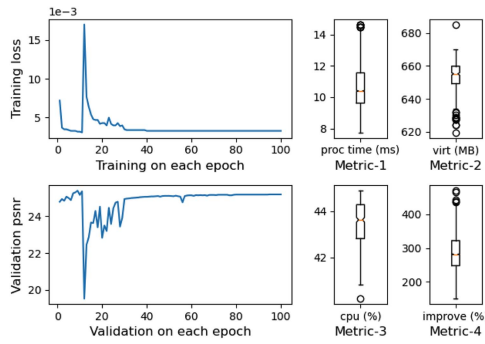 1e−3
15
10
5
0 20 40 60 80 100
Training loss
Training on each epoch
14
12
10
8
proc time (ms)
Metric-1
680
660
640
620
virt (MB)
Metric-2
24
22
20
0 20 40 60 80 100
Validation psnr
Validation on each epoch
44
42
cpu (%)
Metric-3
400
300
200
improve (%
Metric-4